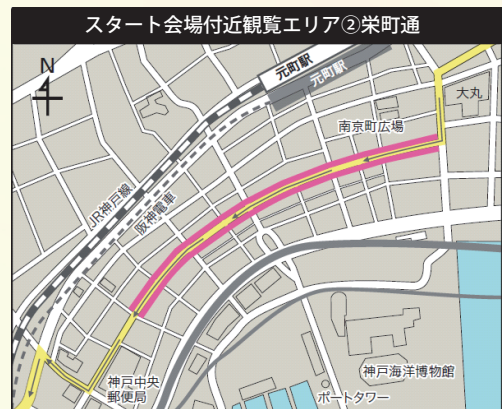 スタート会場付近観覧エリア②栄町通
N
元町駅
元町駅
大丸
南京町広場
JR神戸線
阪神電車
神戸海洋博物館
神戸中央
郵便局
ポートタワー